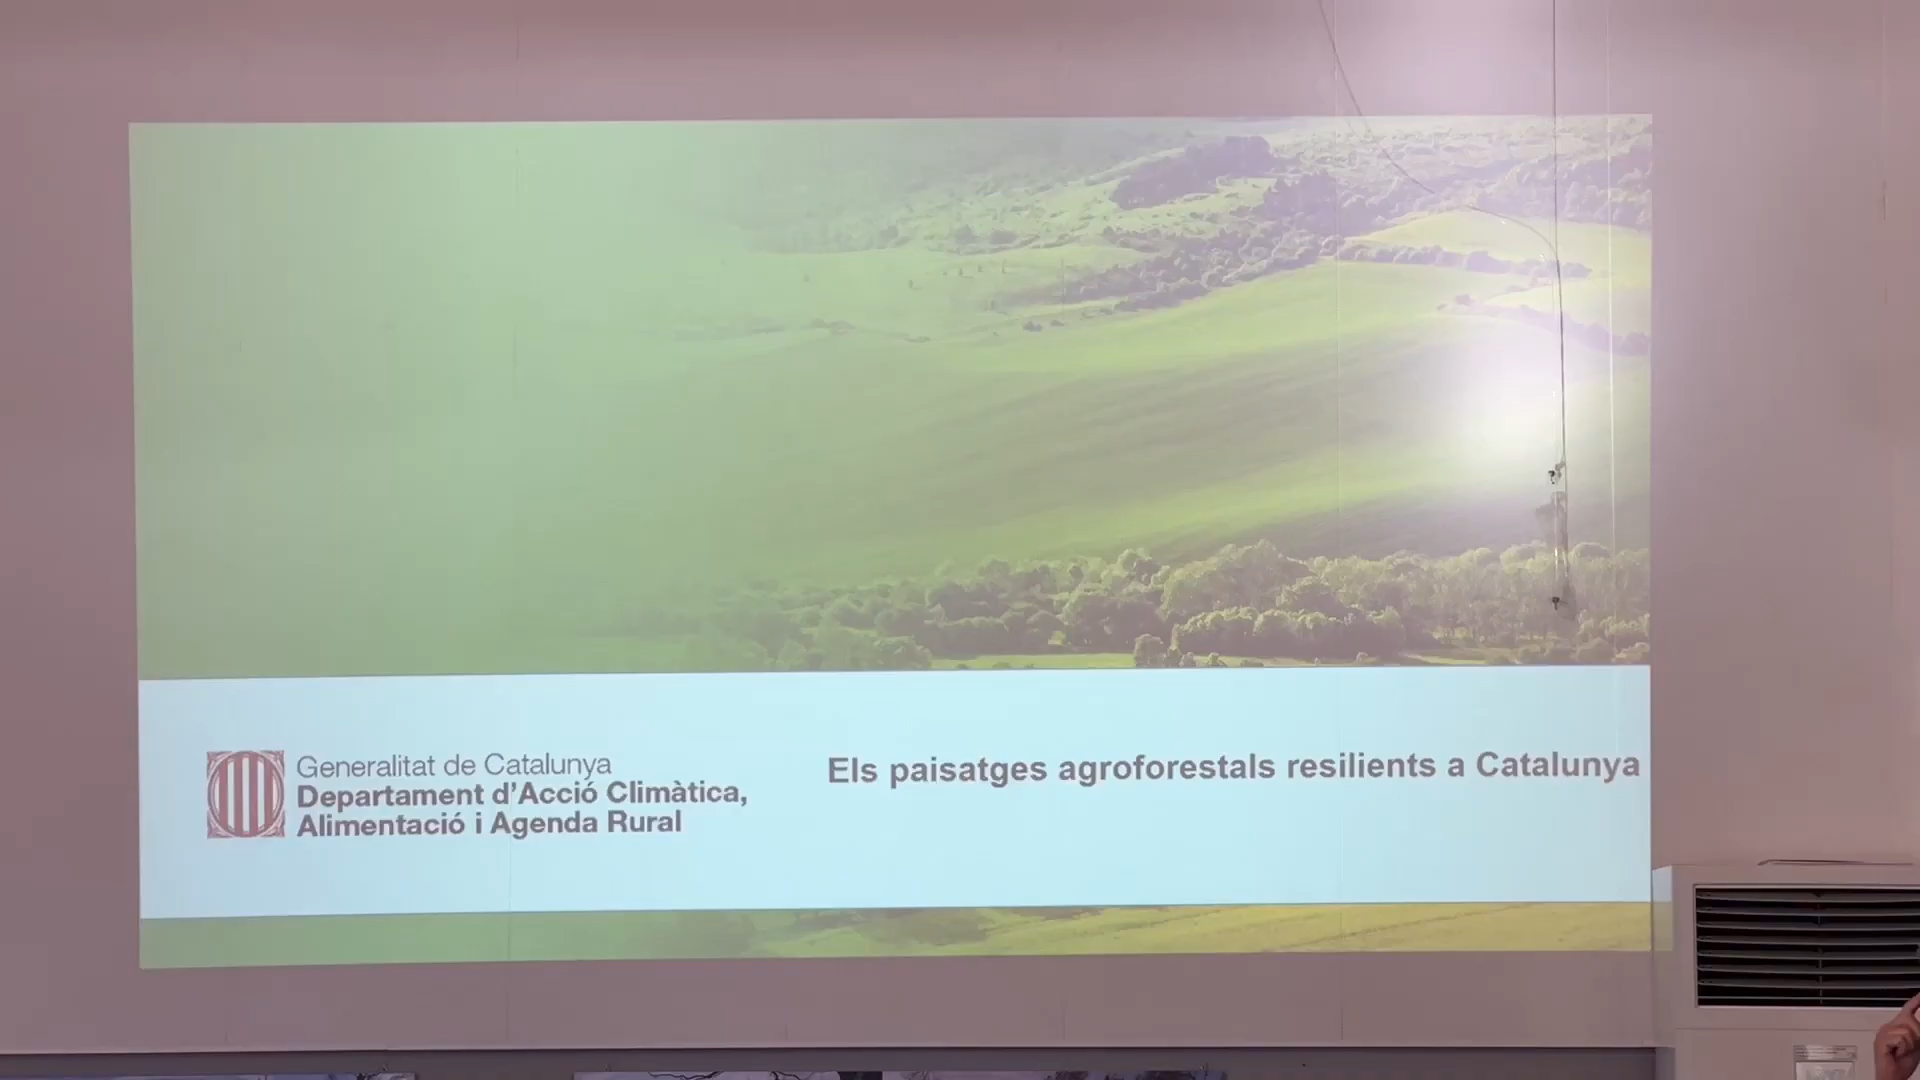 Generalitat de Catalunya
Departament d'Acció Climàtica,
Alimentació i Agenda Rural
Els paisatges agroforestals resilients a Catalunya